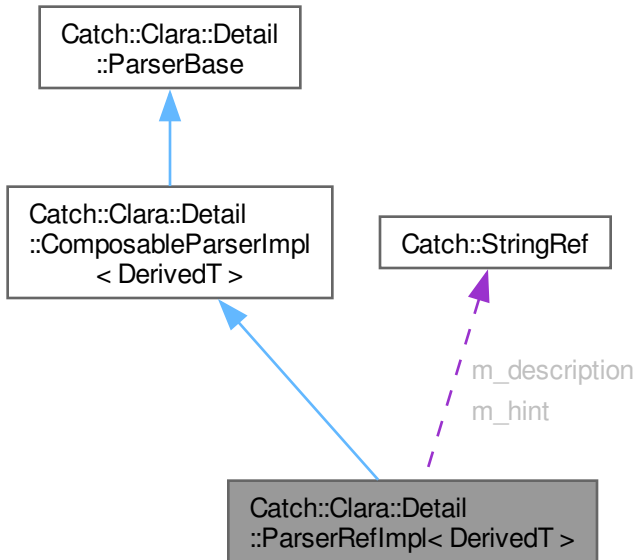 Catch::Clara::Detail
::ParserBase
Catch::Clara::Detail
::ComposableParserImpl
< DerivedT >
Catch::StringRef
m_description
m_hint
Catch::Clara::Detail
::ParserRefImpl< DerivedT >